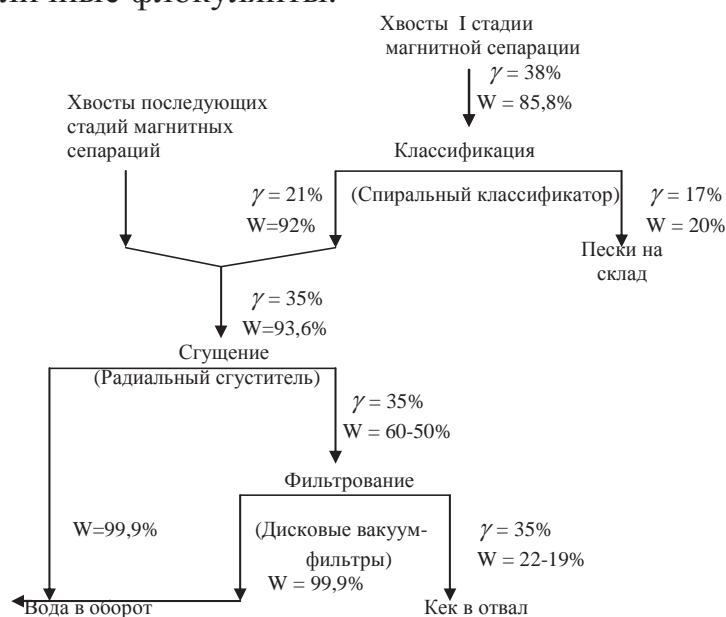 личные флокулянты.
Хвосты I стадии
магнитной сепарации
γ = 38%
W = 85,8%
Хвосты последующих
стадий магнитных
сепараций
Классификация
(Спиральный классификатор)
γ = 21%
W=92%
γ = 17%
W = 20%
Пески на
склад
γ = 35%
W=93,6%
Сгущение
(Радиальный сгуститель)
γ = 35%
W = 60-50%
Фильтрование
W=99,9%
(Дисковые вакуум-
фильтры)
W = 99,9%
γ = 35%
W = 22-19%
Вода в оборот
Кек в отвал